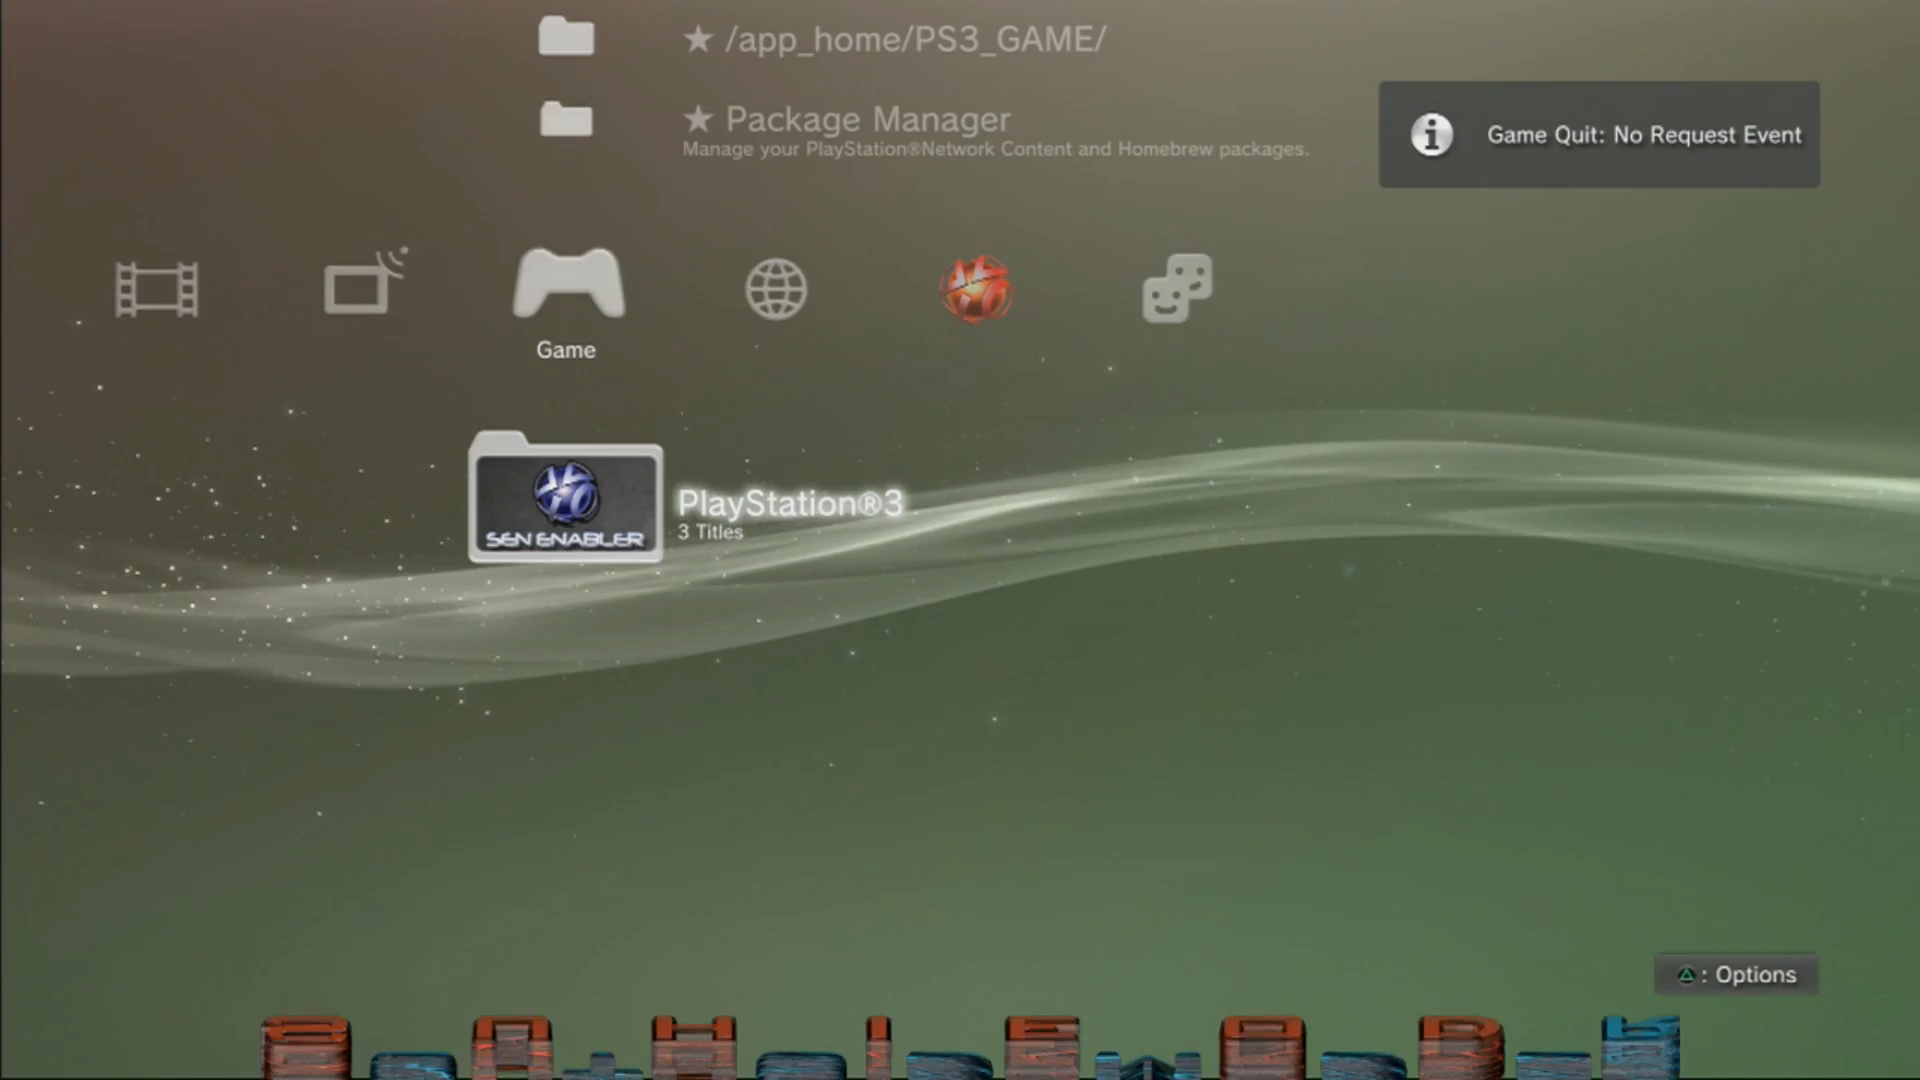 ★ /app_home/PS3_GAME/
★ Package Manager
Manage your PlayStation®Network Content and Homebrew packages.
Game Quit: No Request Event
Game
SEN ENABLER
PlayStation®3
3 Titles
: Options